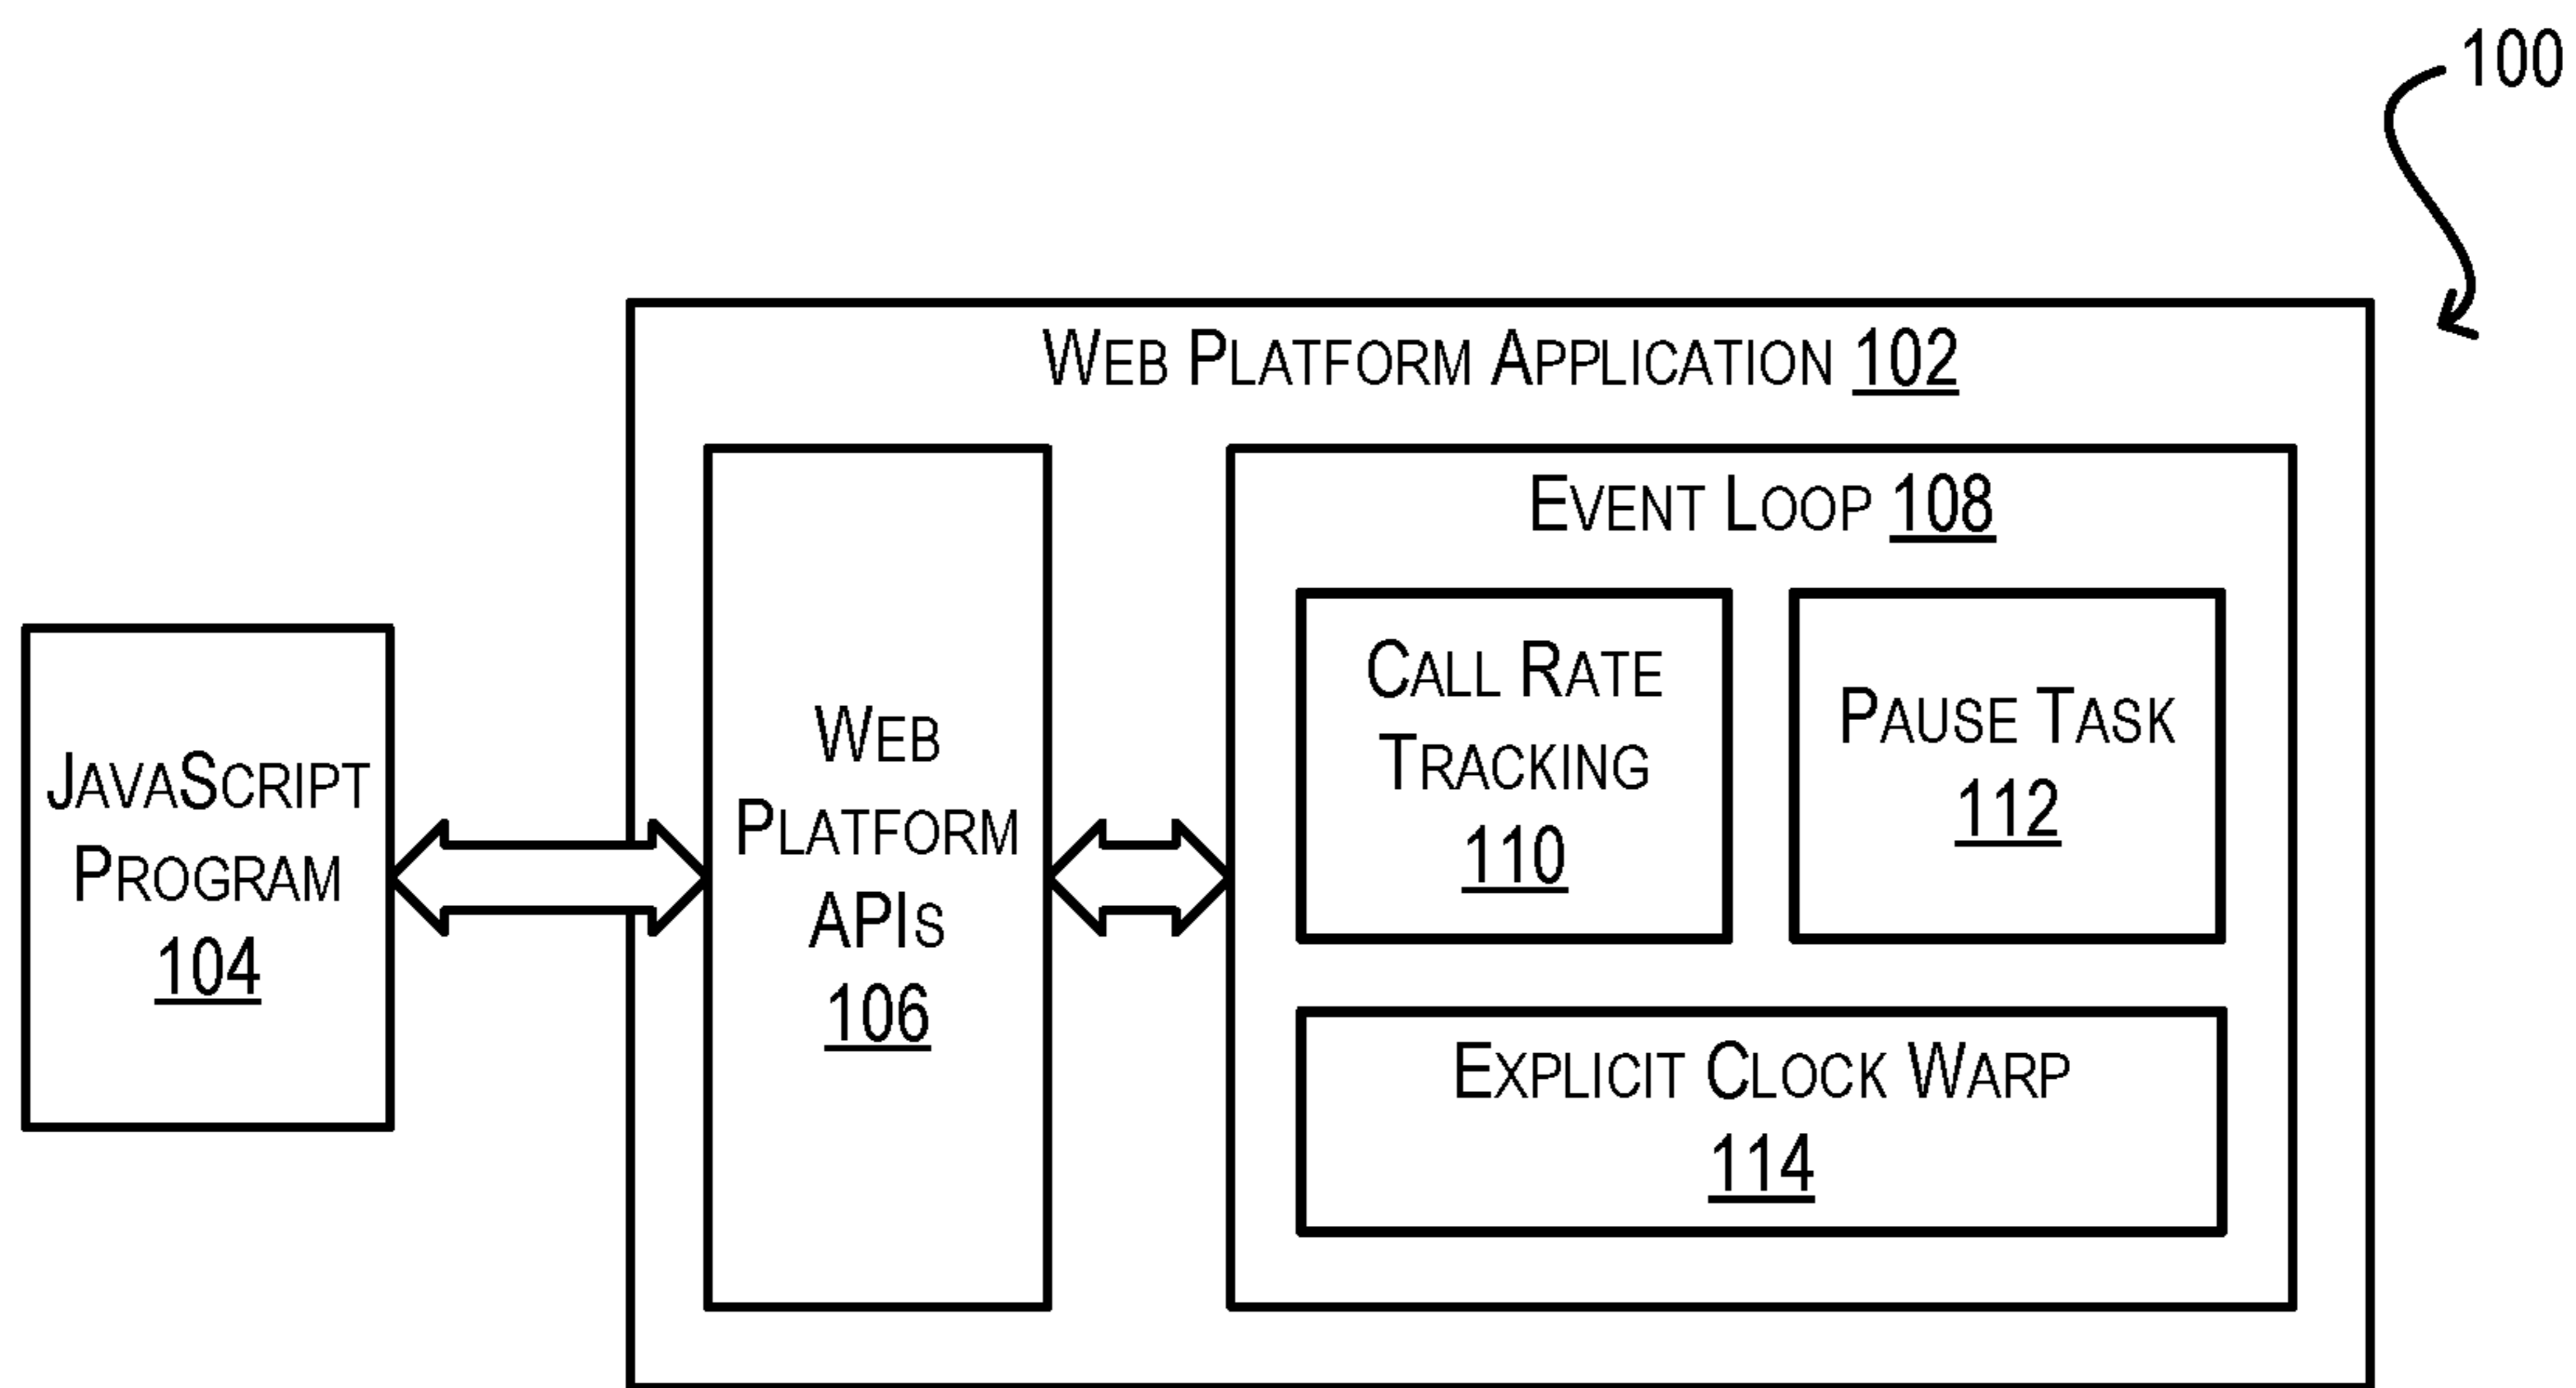 100
WEB PLATFORM APPLICATION 102
EVENT LOOP 108
JAVASCRIPT
PROGRAM
104
WEB
PLATFORM
APIS
106
CALL RATE
TRACKING
110
PAUSE TASK
112
EXPLICIT CLOCK WARP
114